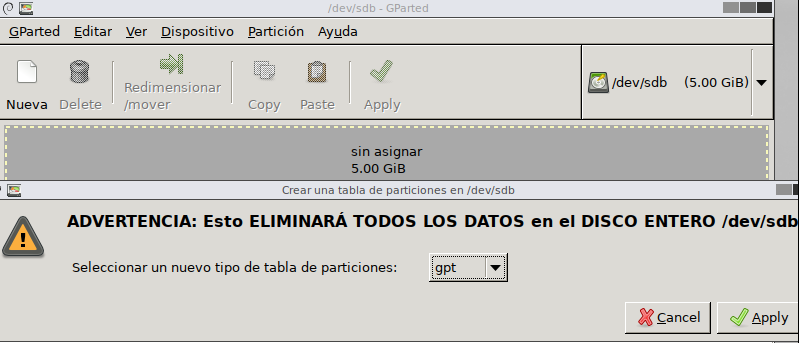 /dev/sdb - GParted
GParted Editar Ver Dispositivo Partición Ayuda
Nueva Delete Redimensionar /mover Copy Paste Apply /dev/sdb (5.00 GiB)
sin asignar
5.00 GiB
Crear una tabla de particiones en /dev/sdb
ADVERTENCIA: Esto ELIMINARÁ TODOS LOS DATOS en el DISCO ENTERO /dev/sdb
Seleccionar un nuevo tipo de tabla de particiones: gpt
Cancel Apply